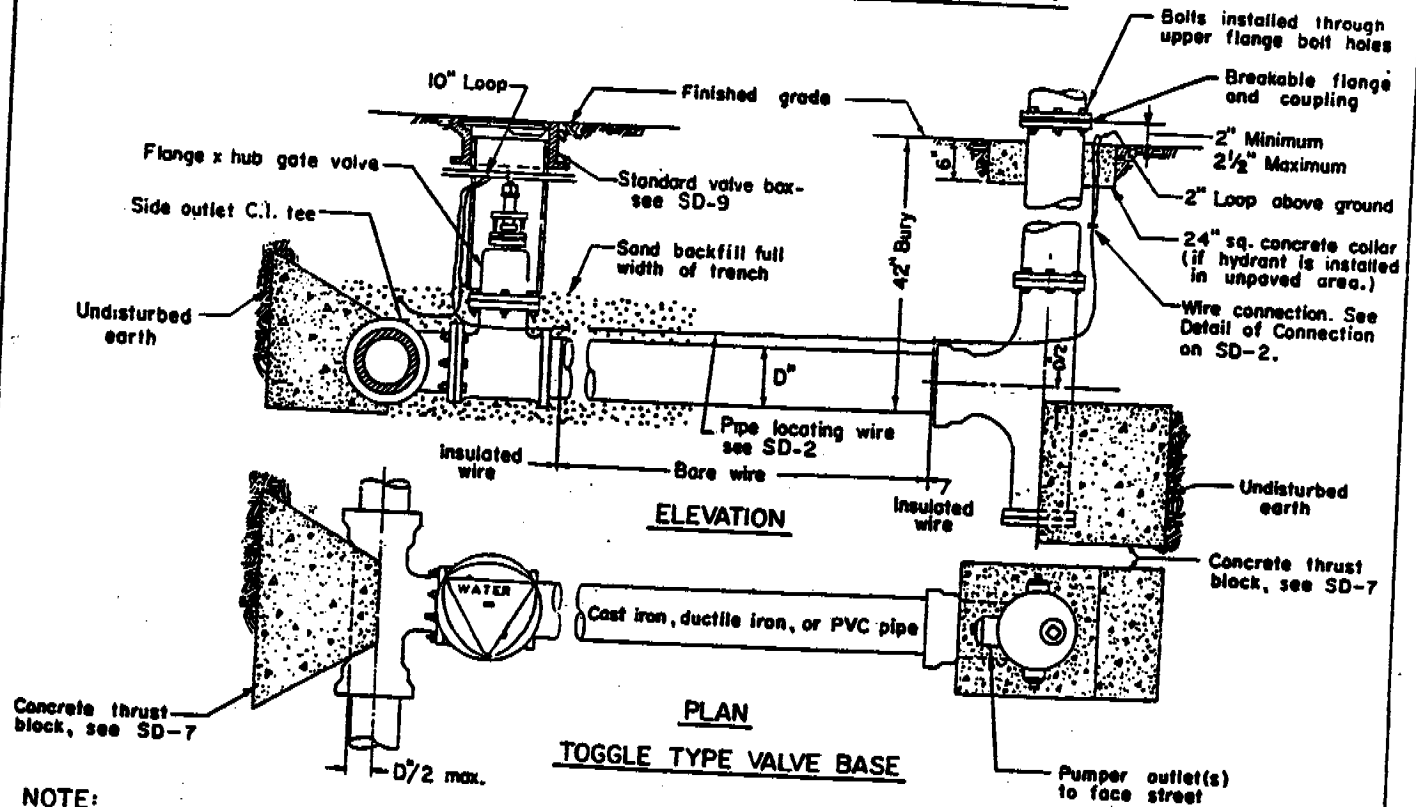 Bolts installed through
upper flange bolt holes
Breakable flange
and coupling
10" Loop
Finished grade
2" Minimum
2½" Maximum
Flange x hub gate valve
6"
Standard valve box-
see SD-9
2" Loop above ground
Side outlet C.I. tee
42" Bury
24" sq. concrete collar
(if hydrant is installed
in unpaved area.)
Sand backfill full
width of trench
Undisturbed
earth
Wire connection. See
Detail of Connection
on SD-2.
D"
D"/2
Pipe locating wire
see SD-2
insulated
wire
Bare wire
Insulated
wire
Undisturbed
earth
ELEVATION
Concrete thrust
block, see SD-7
WATER
Cast iron, ductile iron, or PVC pipe
Concrete thrust
block, see SD-7
PLAN
TOGGLE TYPE VALVE BASE
D"/2 max.
Pumper outlet(s)
to face street
NOTE: